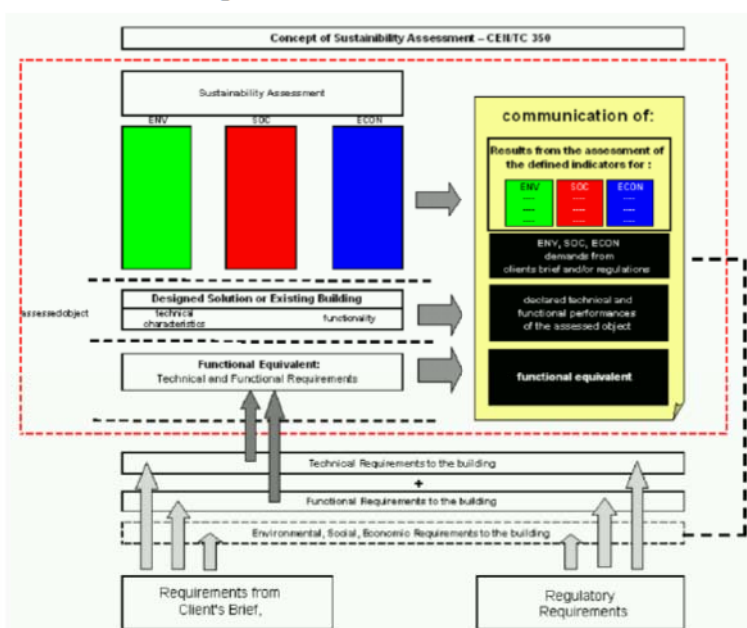 Concept of Sustainibility Assessment – CEN/TC 350
Sustainability Assessment
ENV SOC ECON
communication of:
Results from the assessment of
the defined indicators for :
ENV SOC ECON
---- ---- ----
---- ---- ----
---- ---- ----
ENV, SOC, ECON
demands from
clients brief and/or regulations
assessed object
Designed Solution or Existing Building
technical
characteristics
functionality
declared technical and
functional performances
of the assessed object
Functional Equivalent:
Technical and Functional Requirements
functional equivalent
Technical Requirements to the building
+
Functional Requirements to the building
Environmental, Social, Economic Requirements to the building
Requirements from
Client's Brief,
Regulatory
Requirements